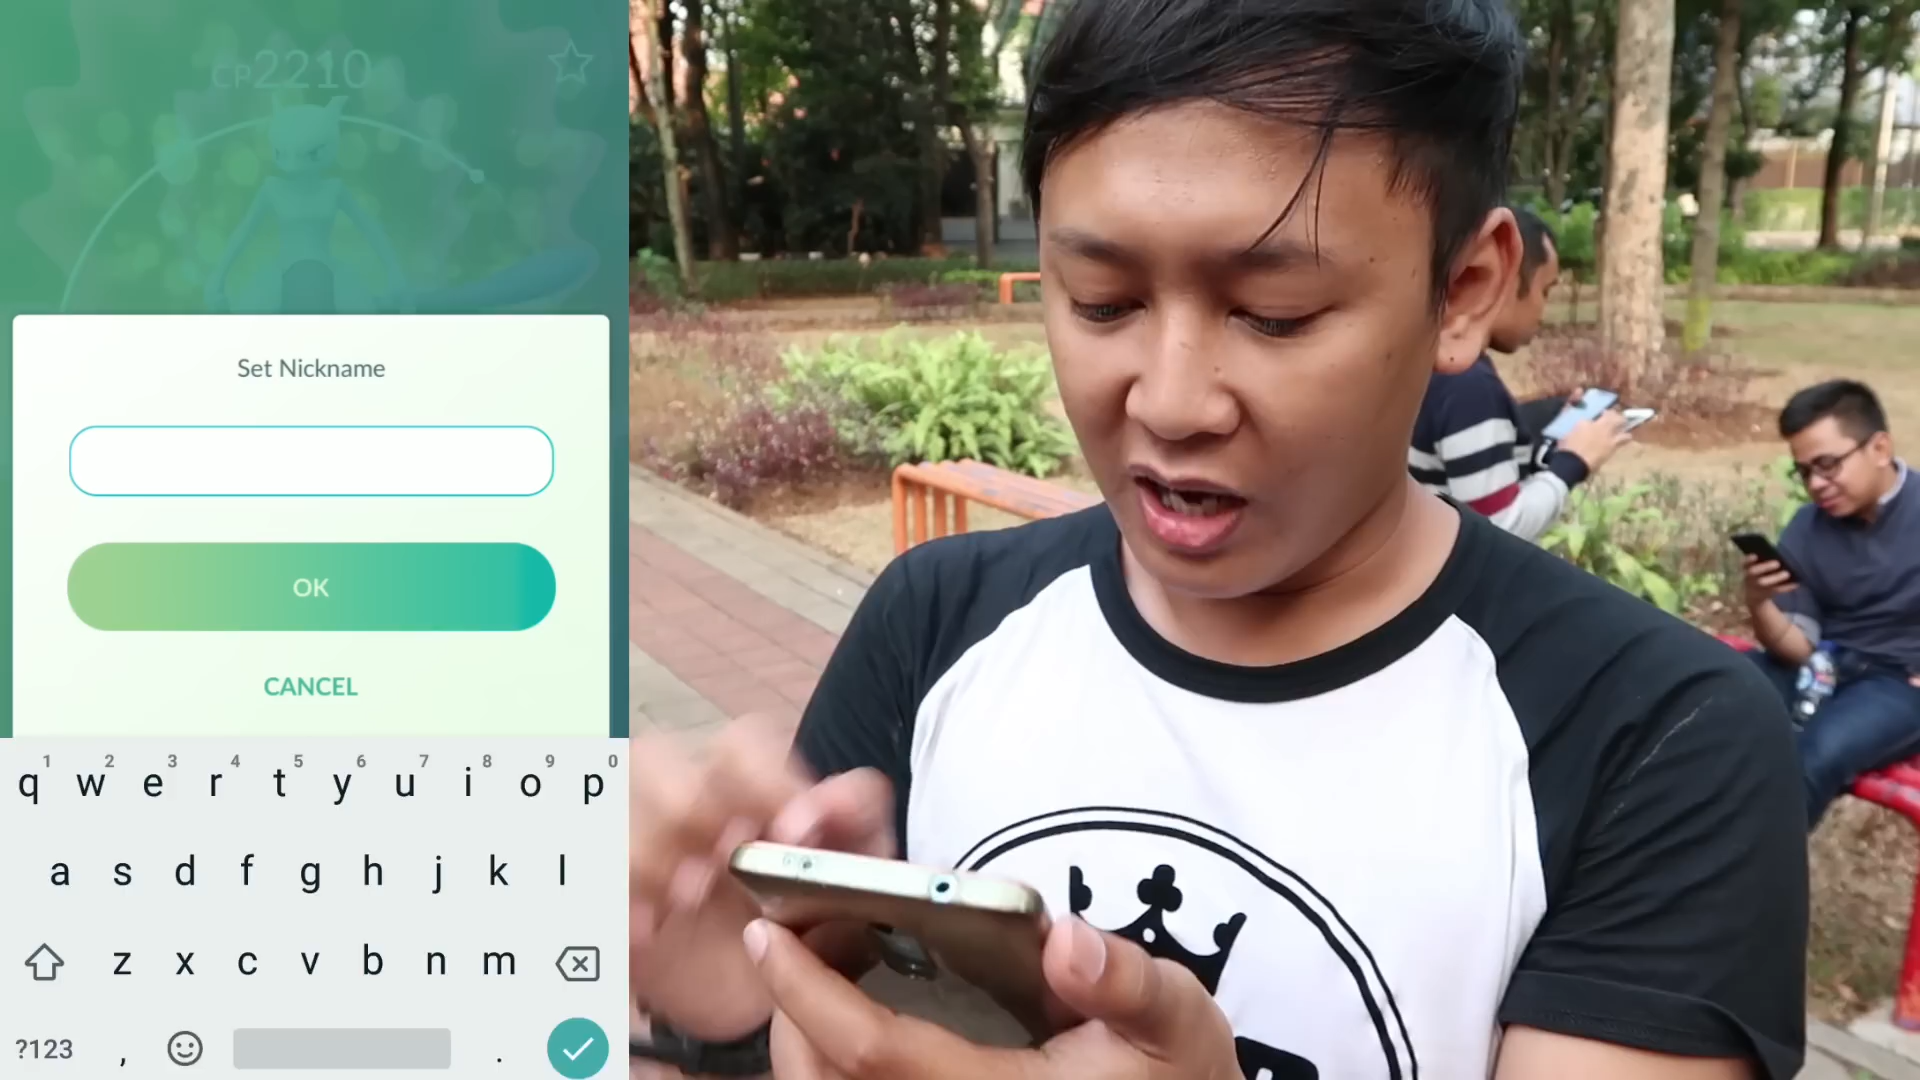 CP2210
Set Nickname
OK
CANCEL
1 2 3 4 5 6 7 8 9 0
q w e r t y u i o p
a s d f g h j k l
z x c v b n m
?123 , .